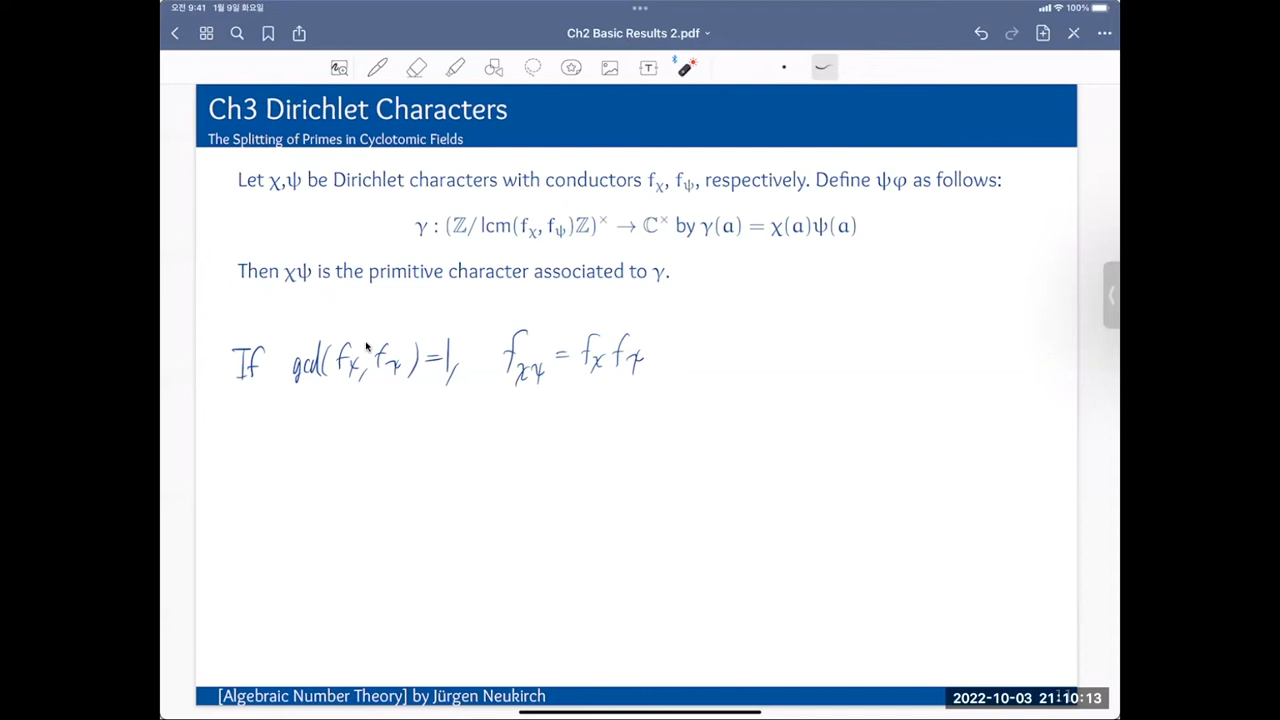 오전 9:41 1월 9일 화요일
100%
Ch2 Basic Results 2.pdf
Ch3 Dirichlet Characters
The Splitting of Primes in Cyclotomic Fields
Let χ,ψ be Dirichlet characters with conductors f_χ, f_ψ, respectively. Define ψφ as follows:
γ : (ℤ/ lcm(f_χ, f_ψ)ℤ)^× → ℂ^× by γ(a) = χ(a)ψ(a)
Then χψ is the primitive character associated to γ.
If gcd(f_χ, f_ψ) = 1, f_χψ = f_χ f_ψ
[Algebraic Number Theory] by Jürgen Neukirch
2022-10-03 21:10:13